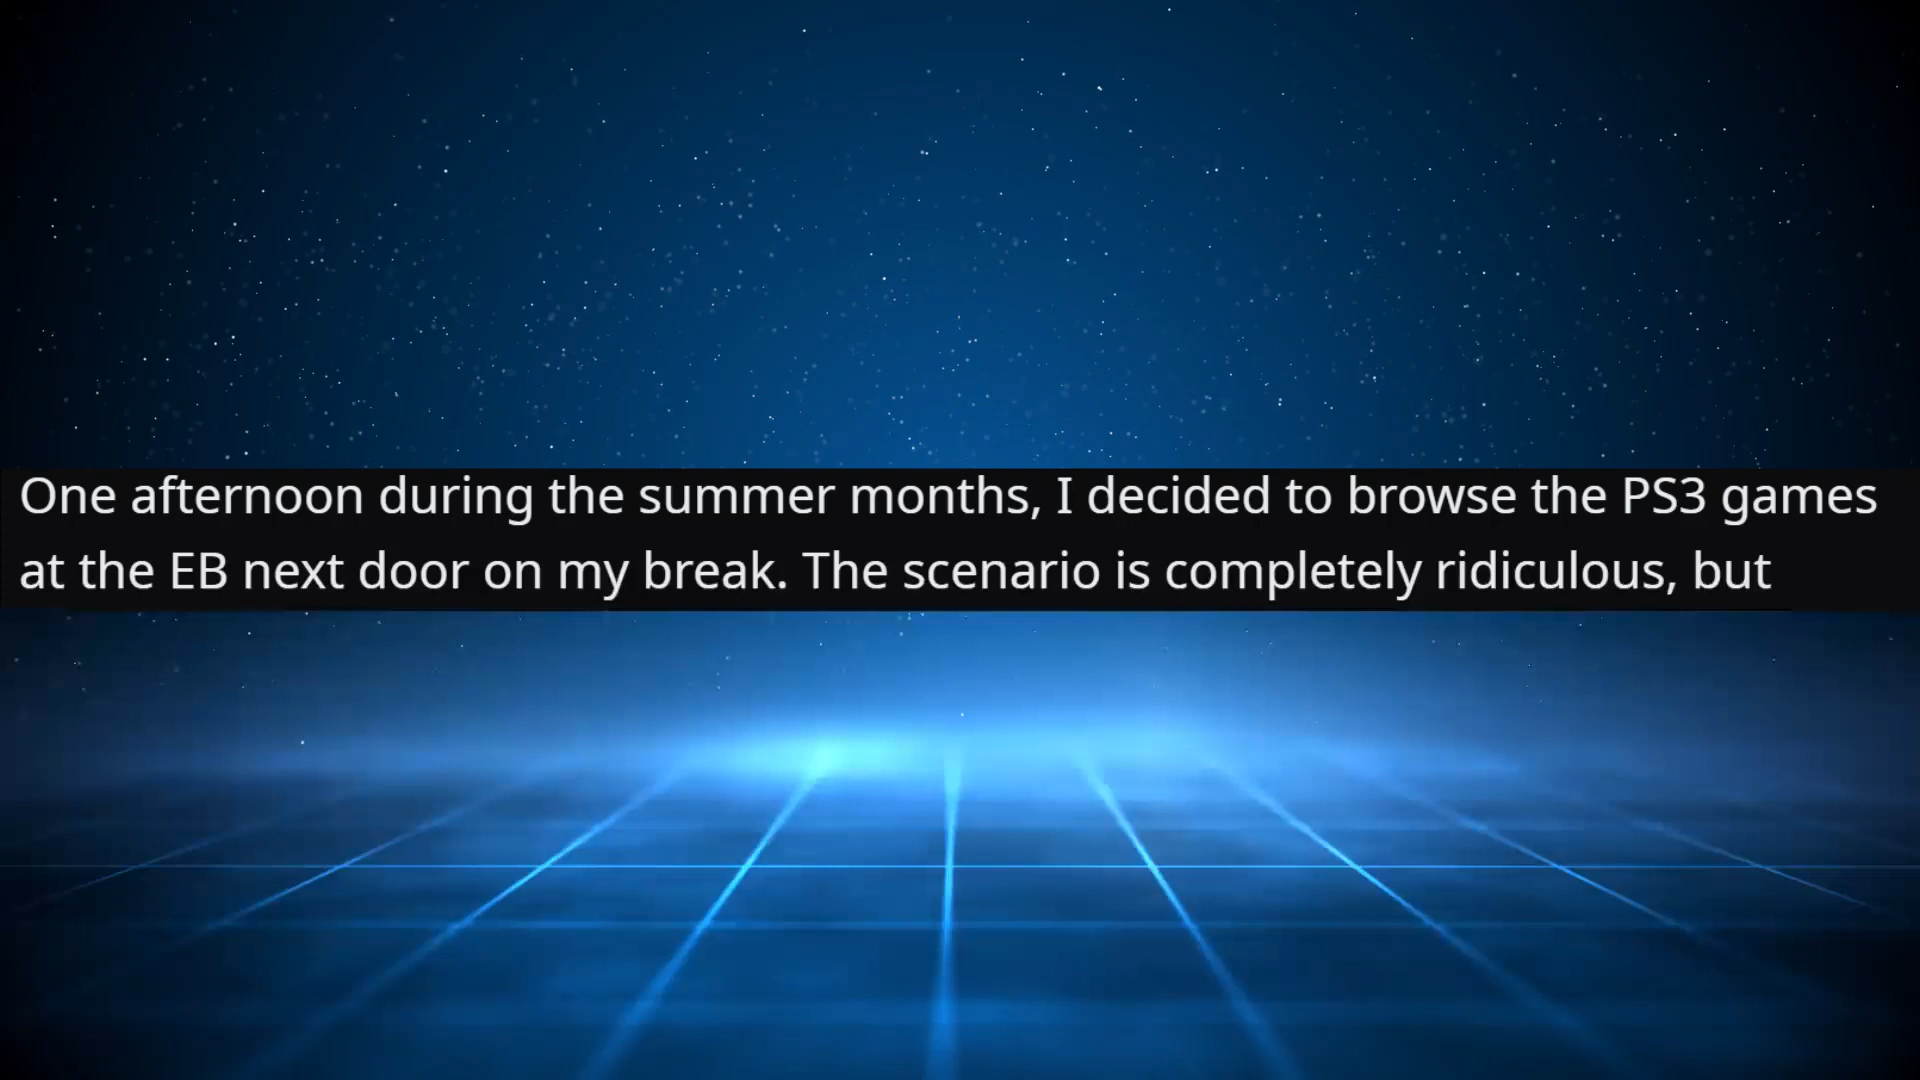 One afternoon during the summer months, I decided to browse the PS3 games
at the EB next door on my break. The scenario is completely ridiculous, but